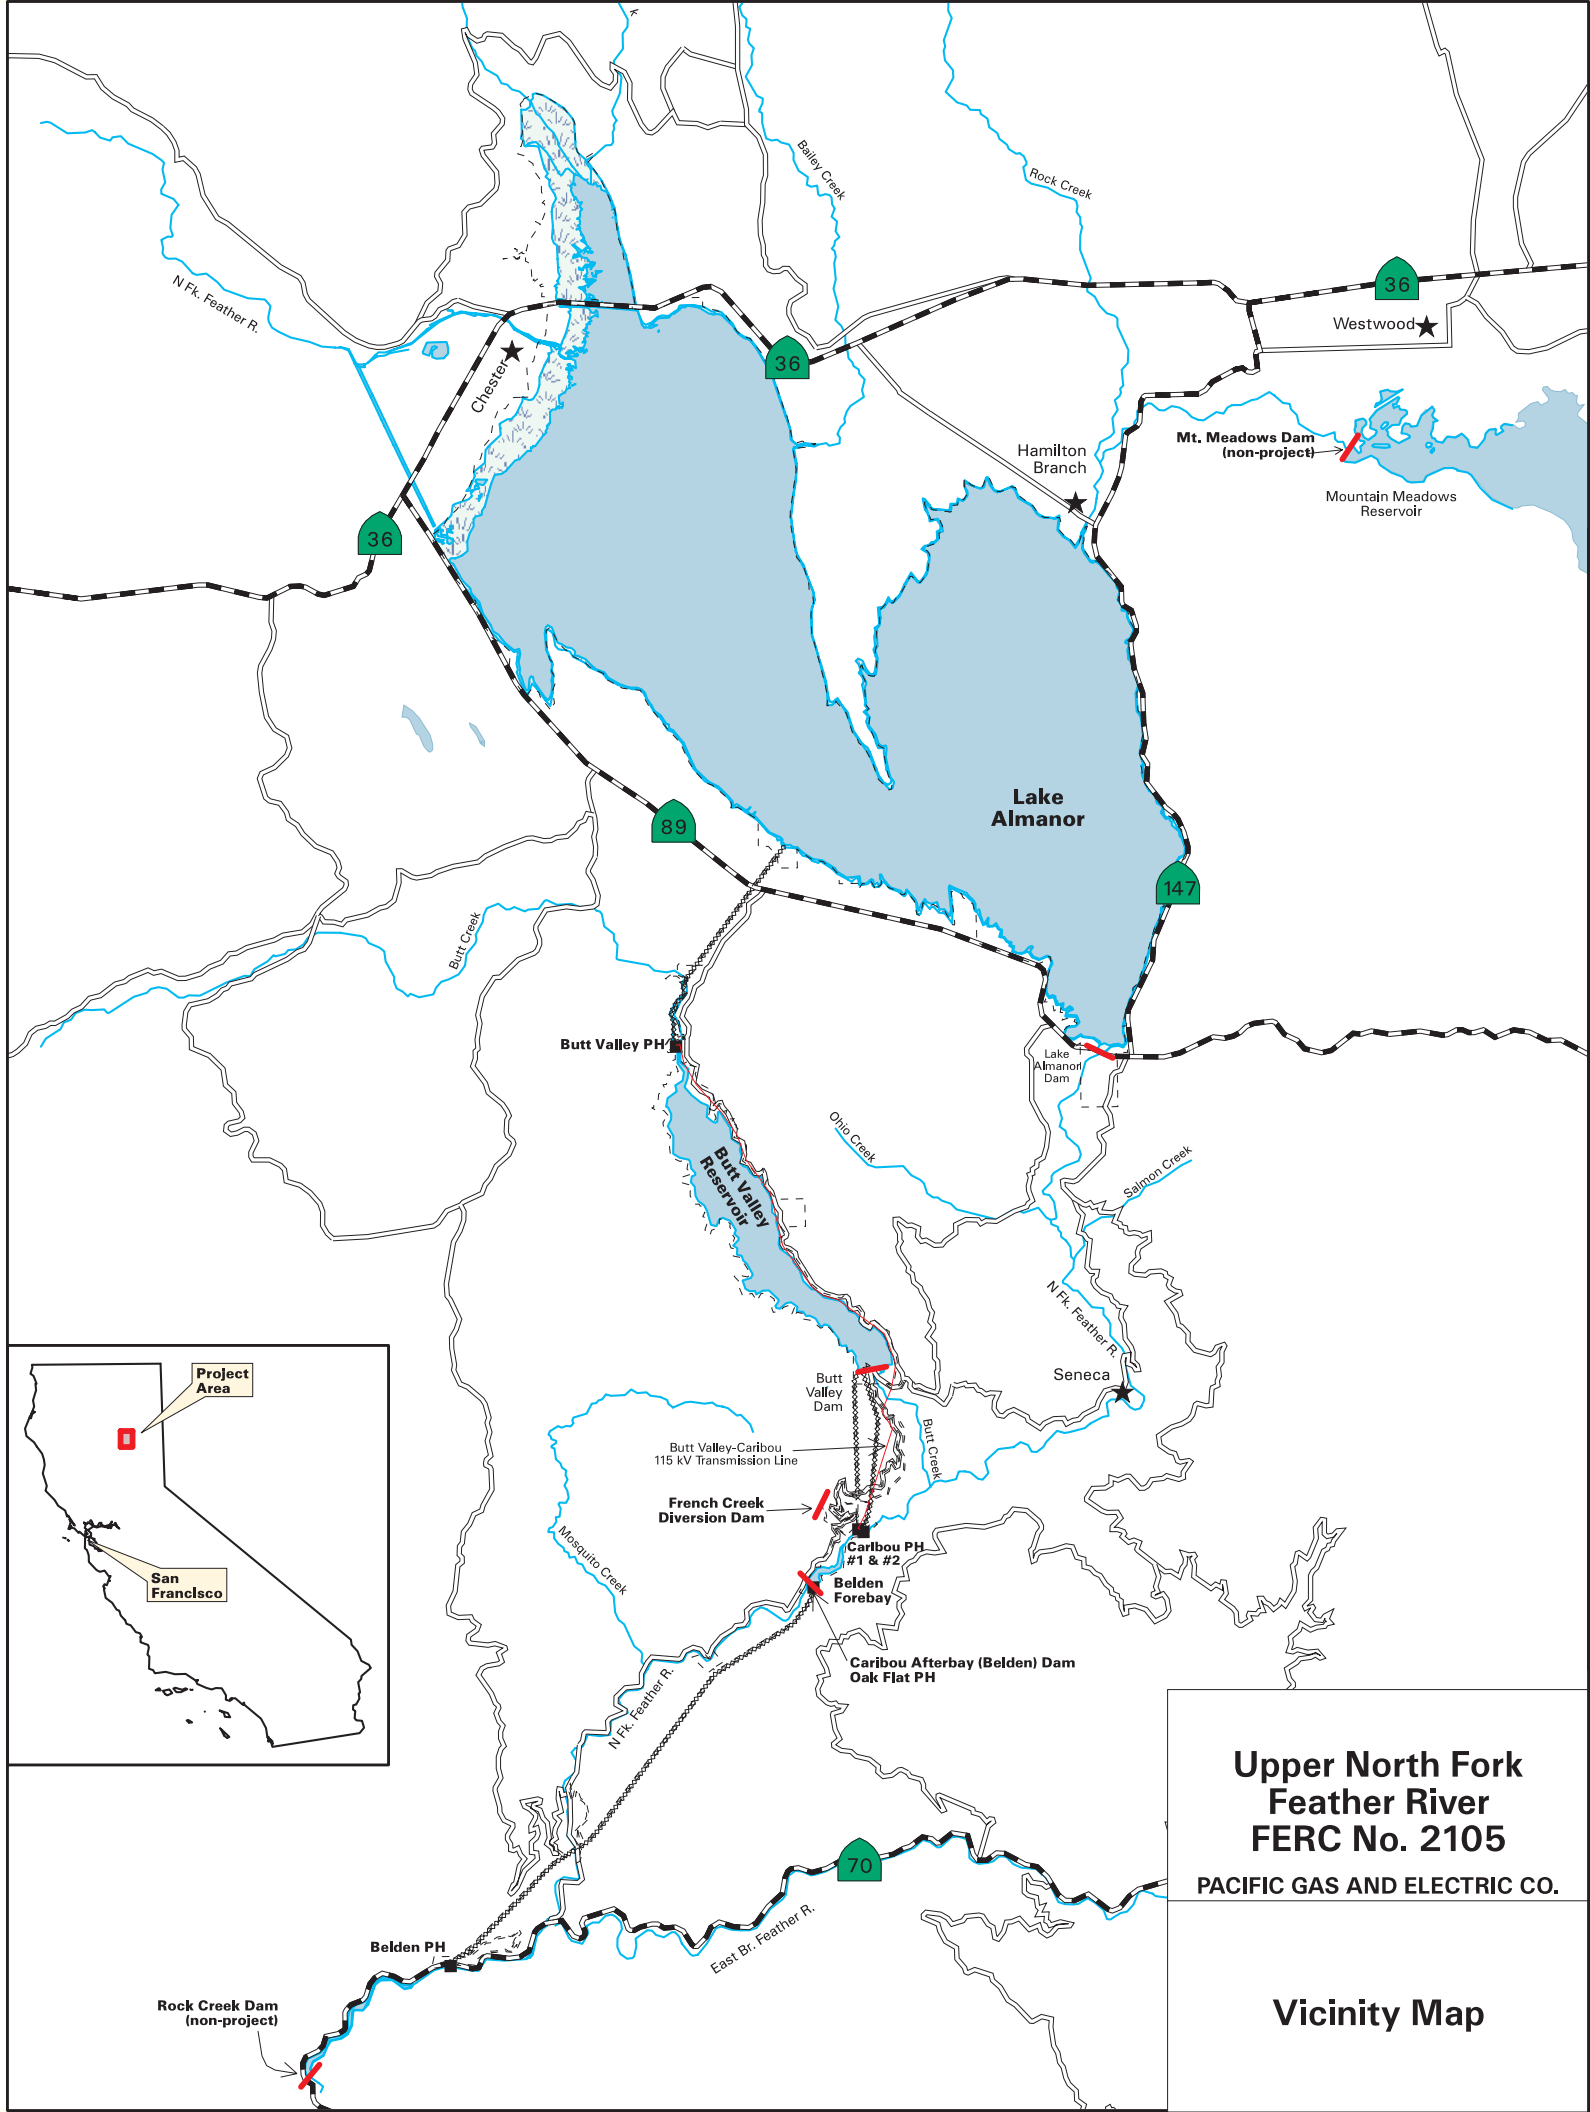 K
Bailey Creek
Rock Creek
N Fk. Feather R.
36
Westwood
36
Chester
Mt. Meadows Dam
(non-project)
Hamilton
Branch
Mountain Meadows
Reservoir
36
Lake
Almanor
89
147
Butt Creek
Butt Valley PH
Lake
Almanor
Dam
Ohio Creek
Salmon Creek
Butt Valley
Reservoir
N Fk. Feather R.
Seneca
Butt
Valley
Dam
Butt Creek
Butt Valley-Caribou
115 kV Transmission Line
French Creek
Diversion Dam
Caribou PH
#1 & #2
Belden
Forebay
Mosquito Creek
Caribou Afterbay (Belden) Dam
Oak Flat PH
N Fk. Feather R.
Project
Area
San
Francisco
70
East Br. Feather R.
Belden PH
Rock Creek Dam
(non-project)
Upper North Fork
Feather River
FERC No. 2105
PACIFIC GAS AND ELECTRIC CO.
Vicinity Map